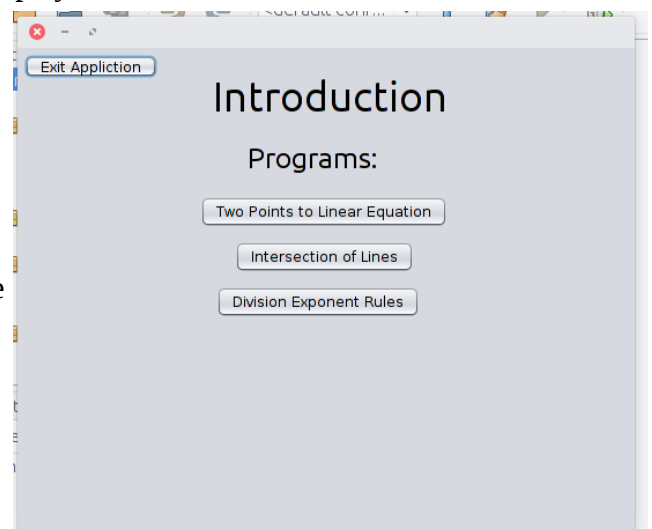 Exit Appliction
Introduction
Programs:
Two Points to Linear Equation
Intersection of Lines
Division Exponent Rules